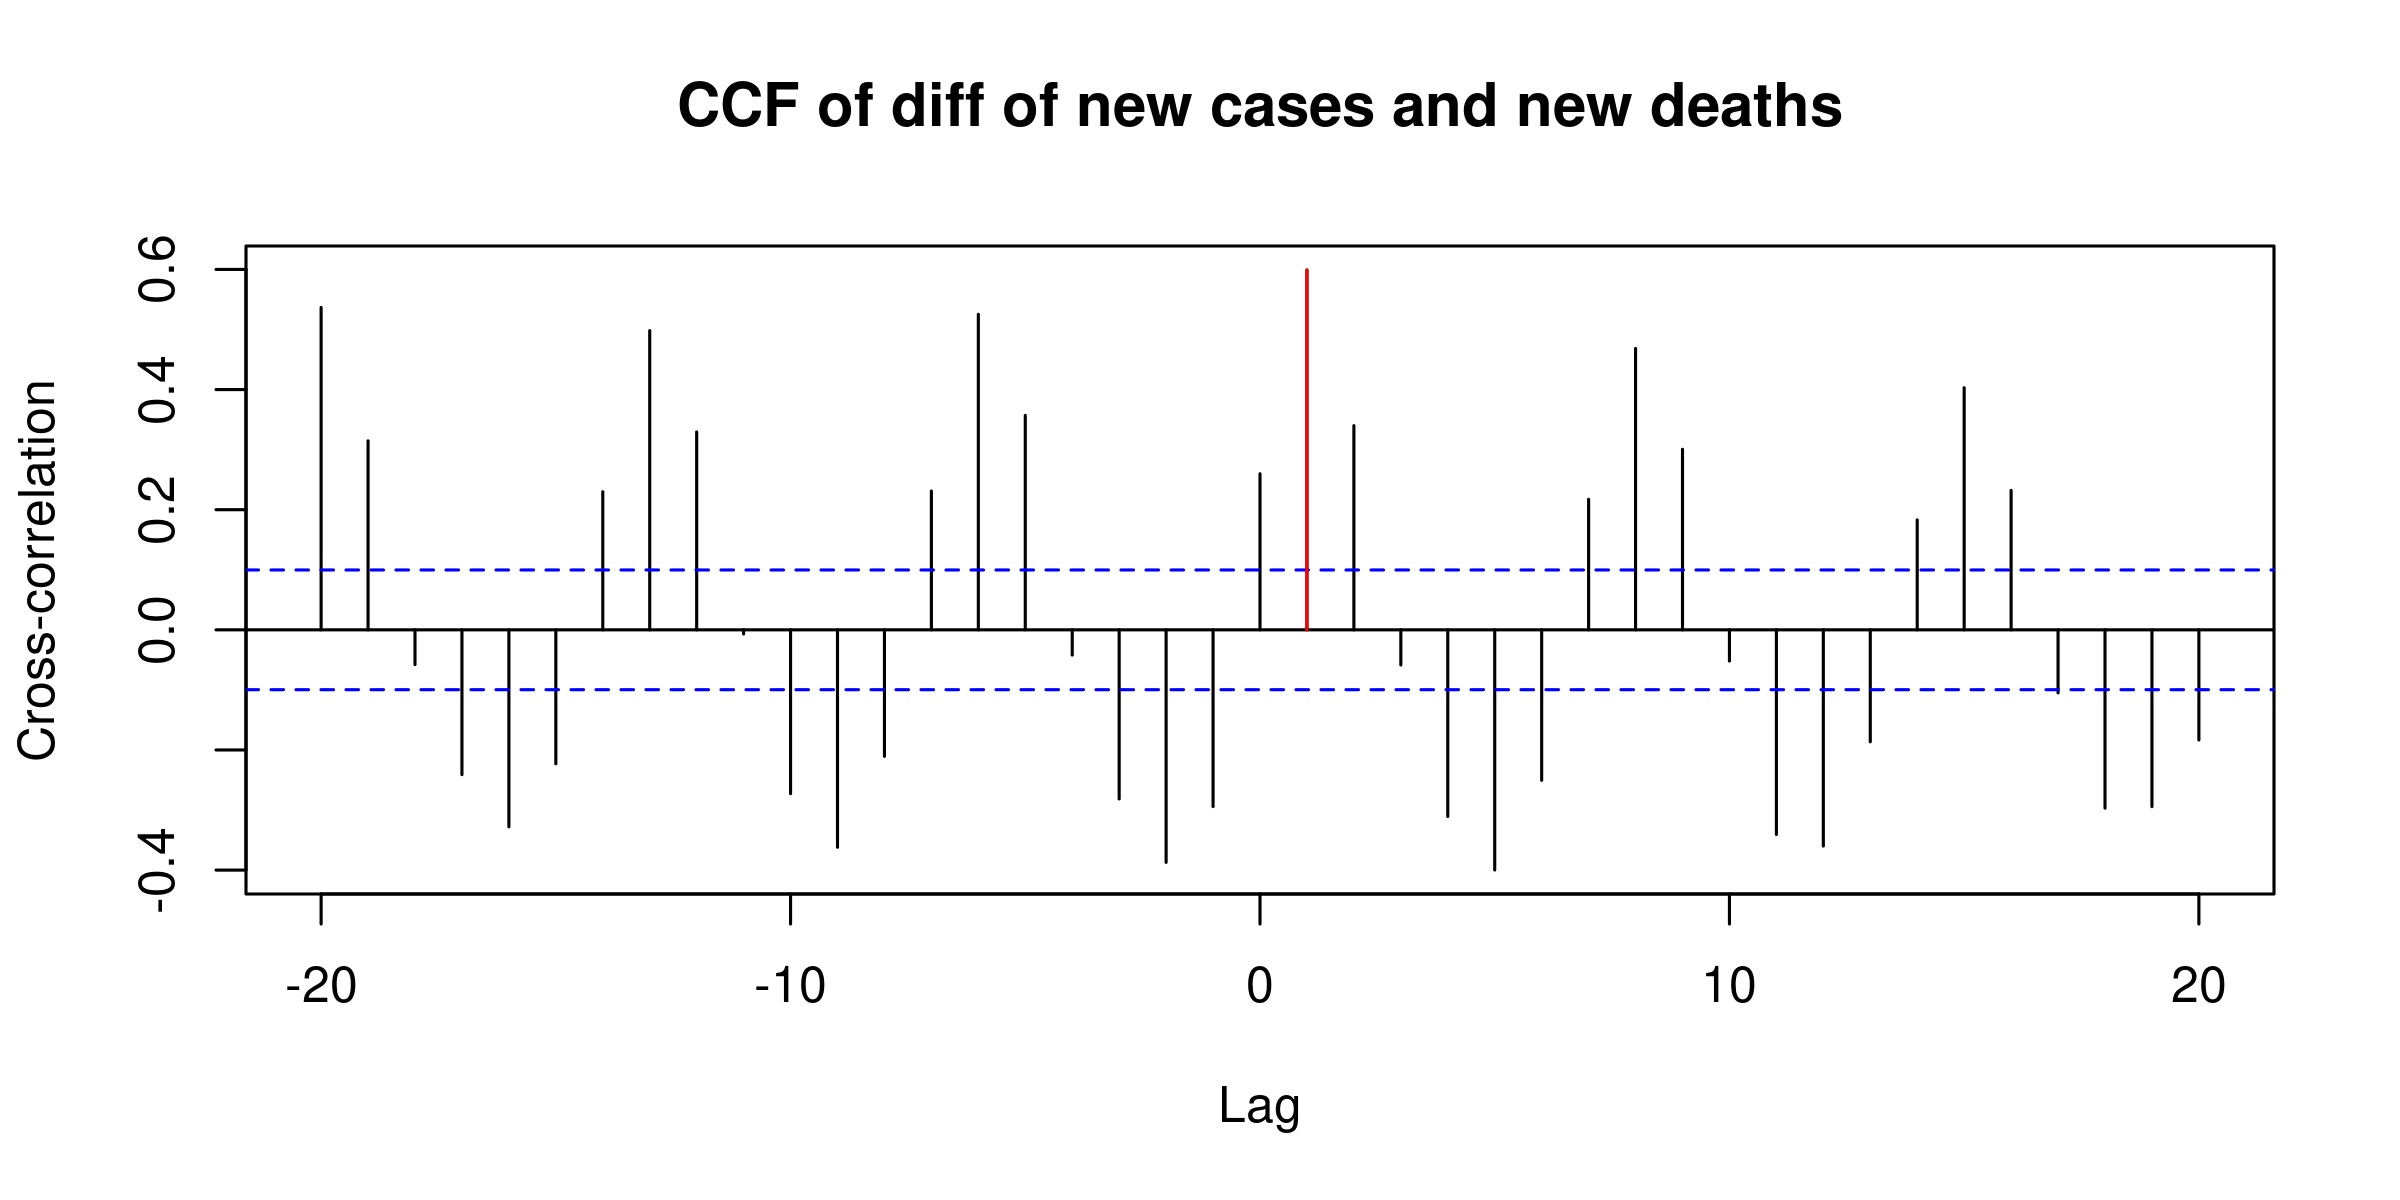 CCF of diff of new cases and new deaths
Cross-correlation
0.6
0.4
0.2
0.0
-0.4
-20 -10 0 10 20
Lag